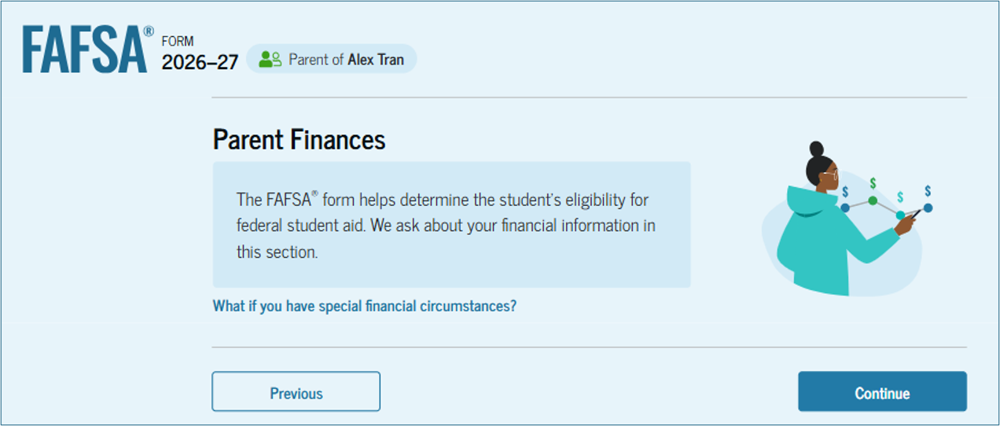 FAFSA® FORM
2026–27
Parent of Alex Tran
Parent Finances
The FAFSA® form helps determine the student's eligibility for
federal student aid. We ask about your financial information in
this section.
What if you have special financial circumstances?
$ $ $ $
Previous
Continue